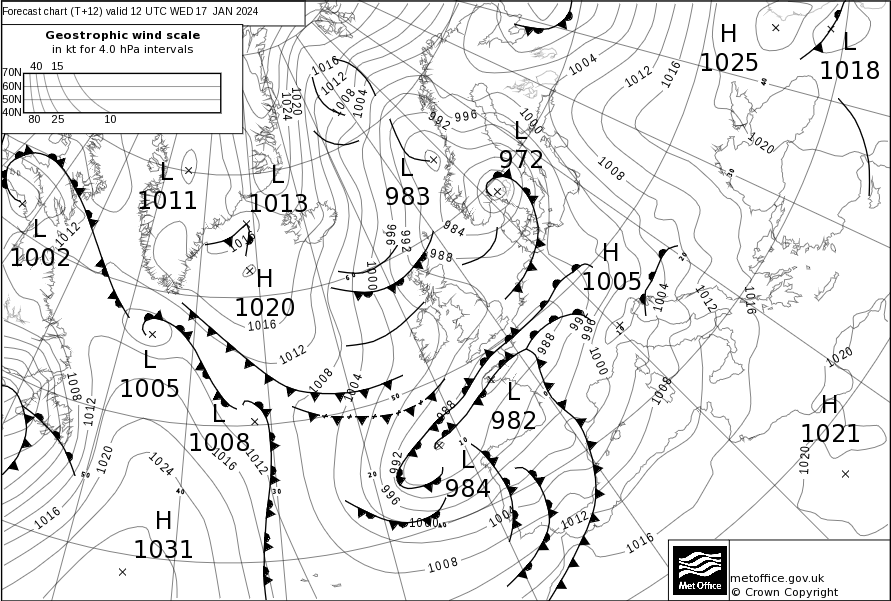 Forecast chart (T+12) valid 12 UTC WED 17 JAN 2024
Geostrophic wind scale
in kt for 4.0 hPa intervals
40 15
70N
60N
50N
40N
80 25 10
H
1025
L
1018
L
972
L
983
L
1011
L
1013
L
1002
H
1020
H
1005
L
1005
L
1008
L
982
L
984
H
1021
H
1031
1016
1012
1008
1004
1020
1024
992
996
1000
1004
1012
1016
1008
1020
984
988
996
992
1000
1012
1016
1012
1008
1004
988
996
1000
1004
1012
1016
1008
1020
1020
1008
1012
1020
1024
1016
1012
1016
992
996
988
1000
1004
1008
1012
1016
Met Office
metoffice.gov.uk
© Crown Copyright